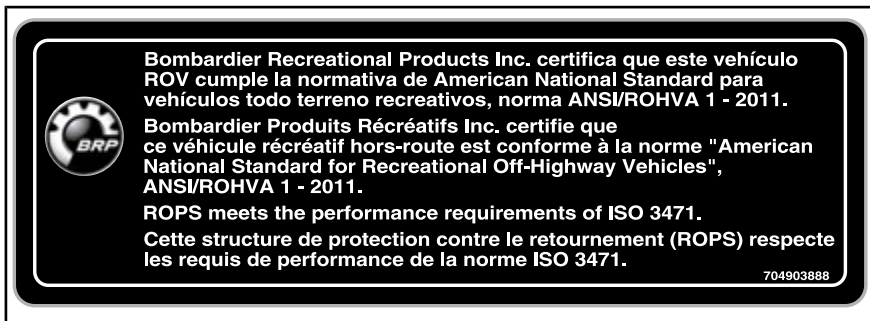 Bombardier Recreational Products Inc. certifica que este vehículo
ROV cumple la normativa de American National Standard para
vehículos todo terreno recreativos, norma ANSI/ROHVA 1 - 2011.
Bombardier Produits Récréatifs Inc. certifie que
ce véhicule récréatif hors-route est conforme à la norme "American
National Standard for Recreational Off-Highway Vehicles",
ANSI/ROHVA 1 - 2011.
BRP
ROPS meets the performance requirements of ISO 3471.
Cette structure de protection contre le retournement (ROPS) respecte
les requis de performance de la norme ISO 3471.
704903888